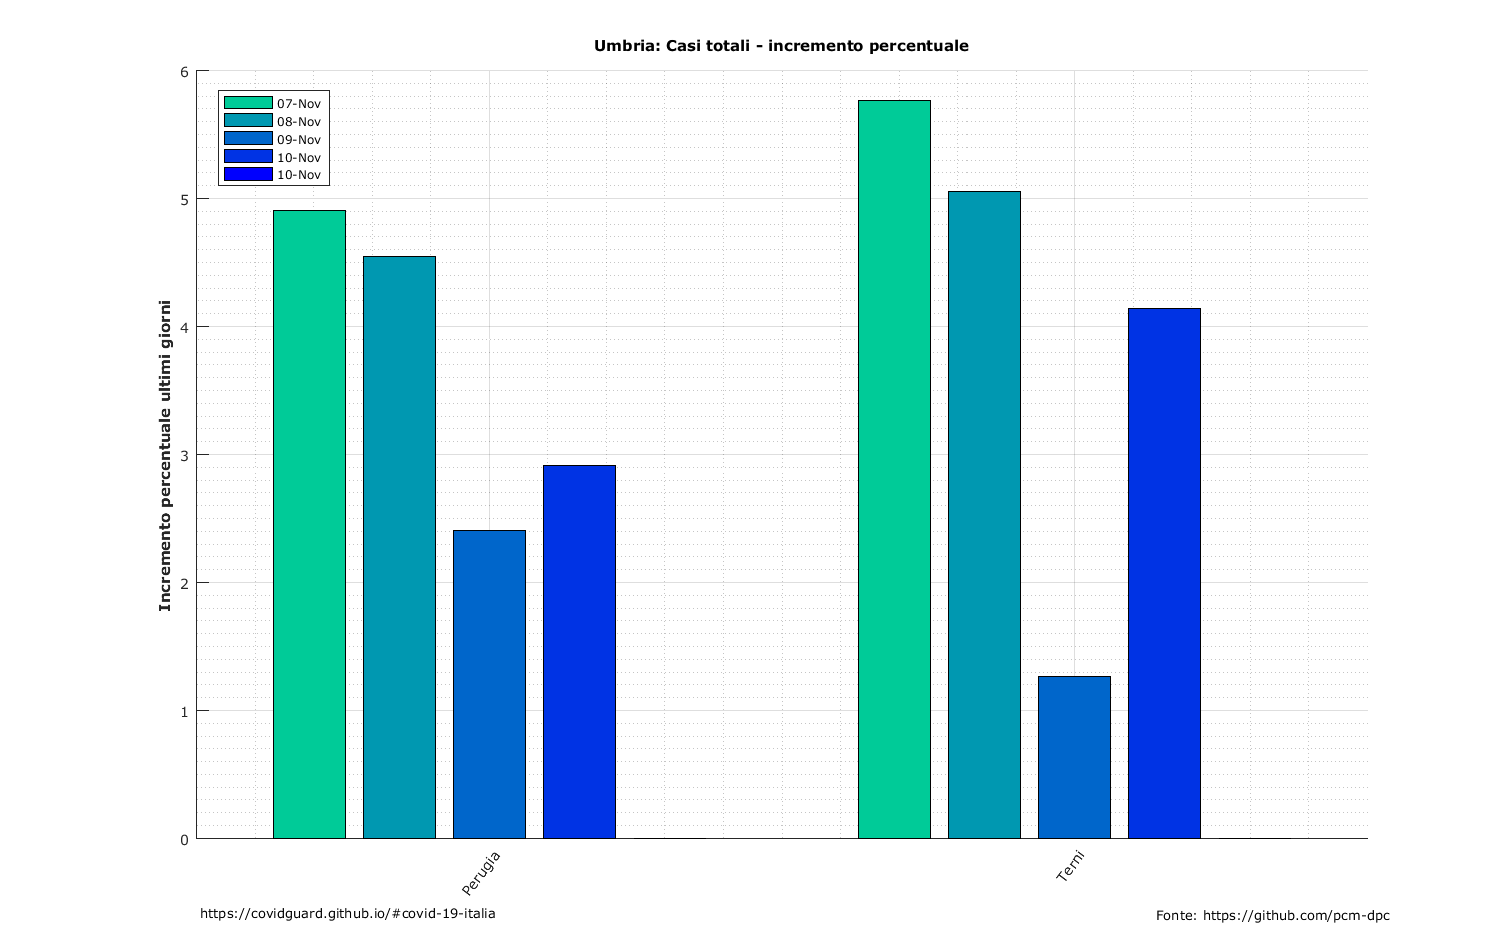 Umbria: Casi totali - incremento percentuale
6
5
4
3
2
1
0
Incremento percentuale ultimi giorni
07-Nov
08-Nov
09-Nov
10-Nov
10-Nov
Perugia
Terni
https://covidguard.github.io/#covid-19-italia
Fonte: https://github.com/pcm-dpc